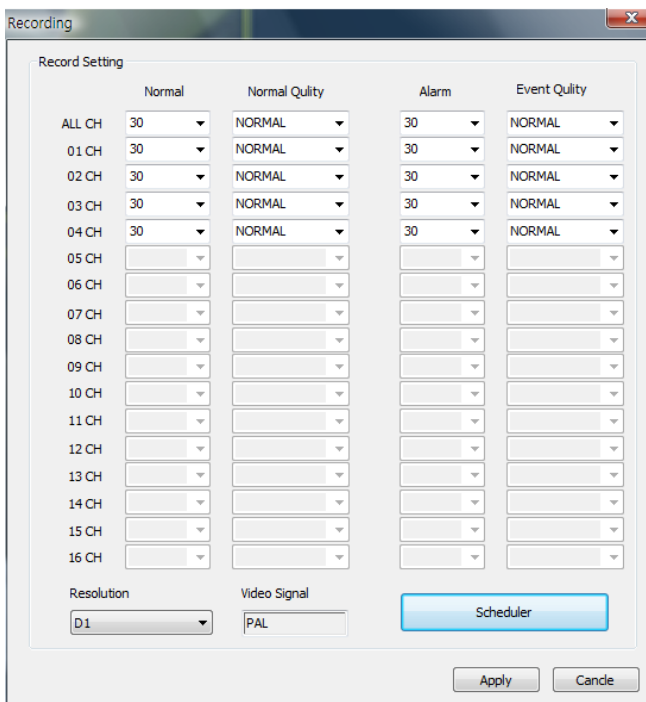 Recording
Record Setting
Normal Normal Qulity Alarm Event Qulity
ALL CH 30 NORMAL 30 NORMAL
01 CH 30 NORMAL 30 NORMAL
02 CH 30 NORMAL 30 NORMAL
03 CH 30 NORMAL 30 NORMAL
04 CH 30 NORMAL 30 NORMAL
05 CH
06 CH
07 CH
08 CH
09 CH
10 CH
11 CH
12 CH
13 CH
14 CH
15 CH
16 CH
Resolution Video Signal
D1 PAL Scheduler
Apply Cancle